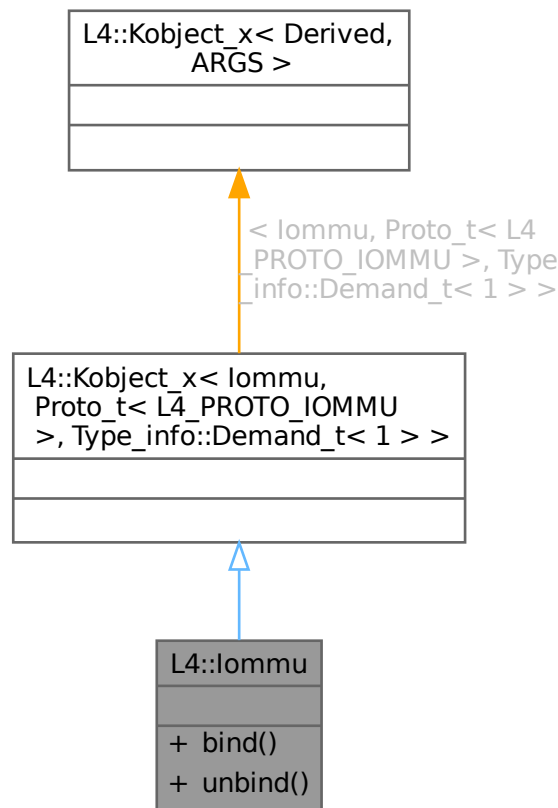 L4::Kobject_x< Derived,
ARGS >
< Iommu, Proto_t< L4
_PROTO_IOMMU >, Type
_info::Demand_t< 1 > >
L4::Kobject_x< Iommu,
Proto_t< L4_PROTO_IOMMU
>, Type_info::Demand_t< 1 > >
L4::Iommu
+ bind()
+ unbind()